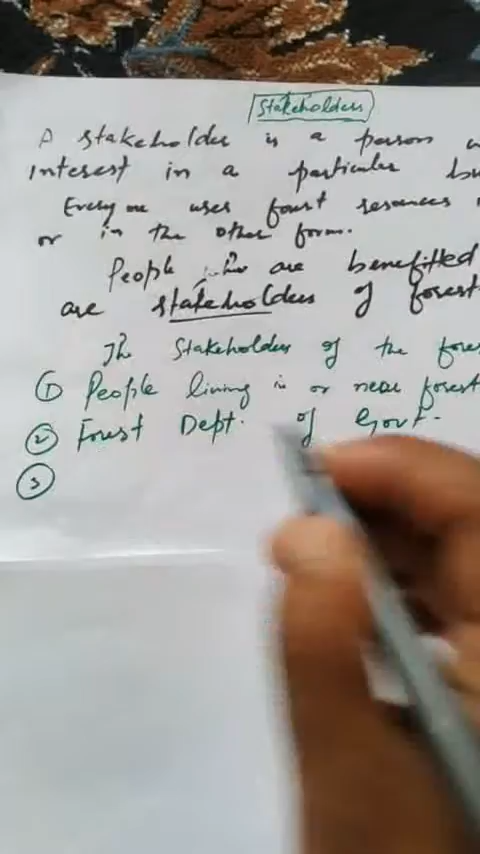 Stakeholders
A stakeholder is a person
Interest in a particular bu
Every one uses forest resources
or in the other form.
People who are benefitted
are stakeholders of forest
The Stakeholders of the fore
① People living in or near forest
② Forest Dept. of Govt.
③